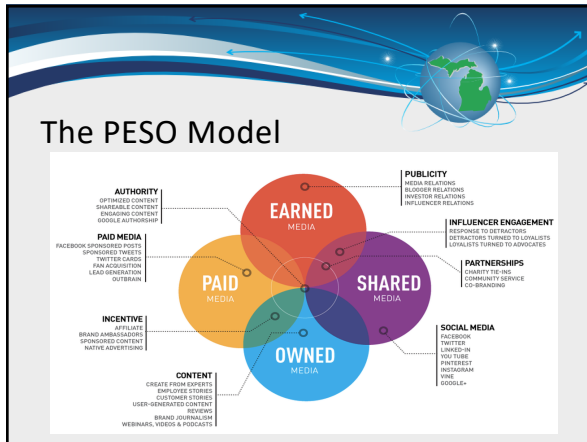 The PESO Model
AUTHORITY
OPTIMIZED CONTENT
SHAREABLE CONTENT
ENGAGING CONTENT
GOOGLE AUTHORSHIP
PAID MEDIA
FACEBOOK SPONSORED POSTS
SPONSORED TWEETS
TWITTER CARDS
FAN ACQUISITION
LEAD GENERATION
OUTBRAIN
INCENTIVE
AFFILIATE
BRAND AMBASSADORS
SPONSORED CONTENT
NATIVE ADVERTISING
CONTENT
CREATE FROM EXPERTS
EMPLOYEE STORIES
CUSTOMER STORIES
USER-GENERATED CONTENT
REVIEWS
BRAND JOURNALISM
WEBINARS, VIDEOS & PODCASTS
EARNED
MEDIA
PAID
MEDIA
SHARED
MEDIA
OWNED
MEDIA
PUBLICITY
MEDIA RELATIONS
BLOGGER RELATIONS
INVESTOR RELATIONS
INFLUENCER RELATIONS
INFLUENCER ENGAGEMENT
RESPONSE TO DETRACTORS
DETRACTORS TURNED TO LOYALISTS
LOYALISTS TURNED TO ADVOCATES
PARTNERSHIPS
CHARITY TIE-INS
COMMUNITY SERVICE
CO-BRANDING
SOCIAL MEDIA
FACEBOOK
TWITTER
LINKED-IN
YOU TUBE
PINTEREST
INSTAGRAM
VINE
GOOGLE+